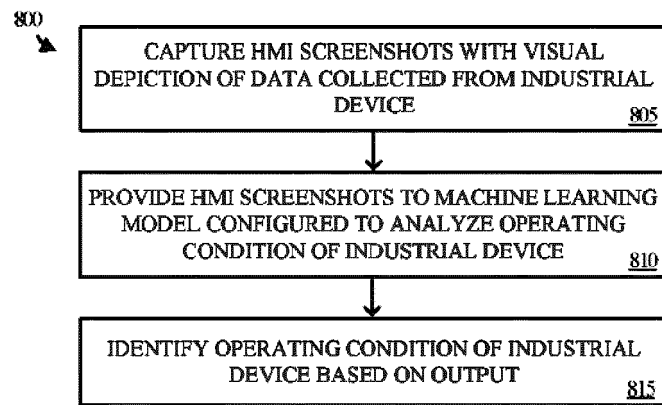 800
CAPTURE HMI SCREENSHOTS WITH VISUAL
DEPICTION OF DATA COLLECTED FROM INDUSTRIAL
DEVICE
805
PROVIDE HMI SCREENSHOTS TO MACHINE LEARNING
MODEL CONFIGURED TO ANALYZE OPERATING
CONDITION OF INDUSTRIAL DEVICE
810
IDENTIFY OPERATING CONDITION OF INDUSTRIAL
DEVICE BASED ON OUTPUT
815